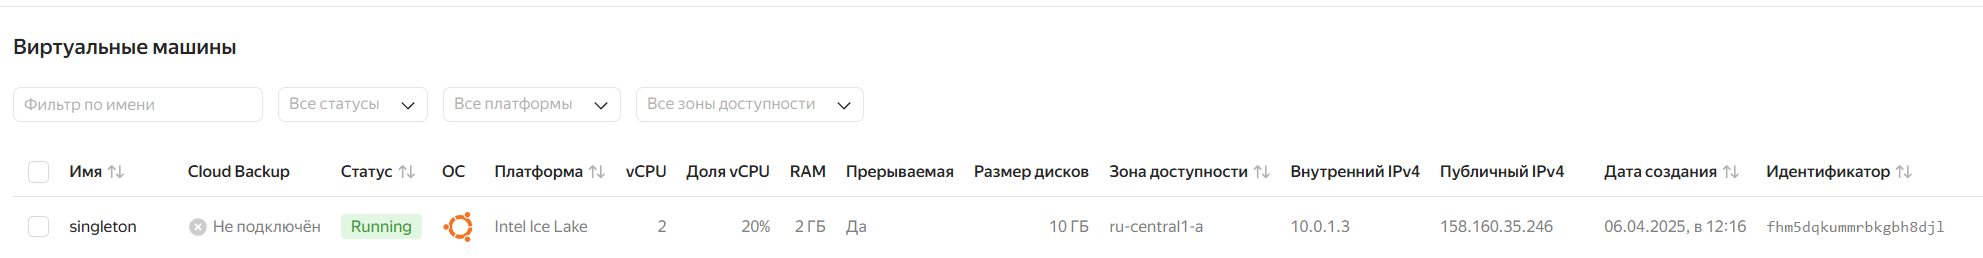 Виртуальные машины
Фильтр по имени Все статусы Все платформы Все зоны доступности
Имя Cloud Backup Статус ОС Платформа vCPU Доля vCPU RAM Прерываемая Размер дисков Зона доступности Внутренний IPv4 Публичный IPv4 Дата создания Идентификатор
singleton Не подключён Running Intel Ice Lake 2 20% 2 ГБ Да 10 ГБ ru-central1-a 10.0.1.3 158.160.35.246 06.04.2025, в 12:16 fhm5dqkummrbkgbh8djl